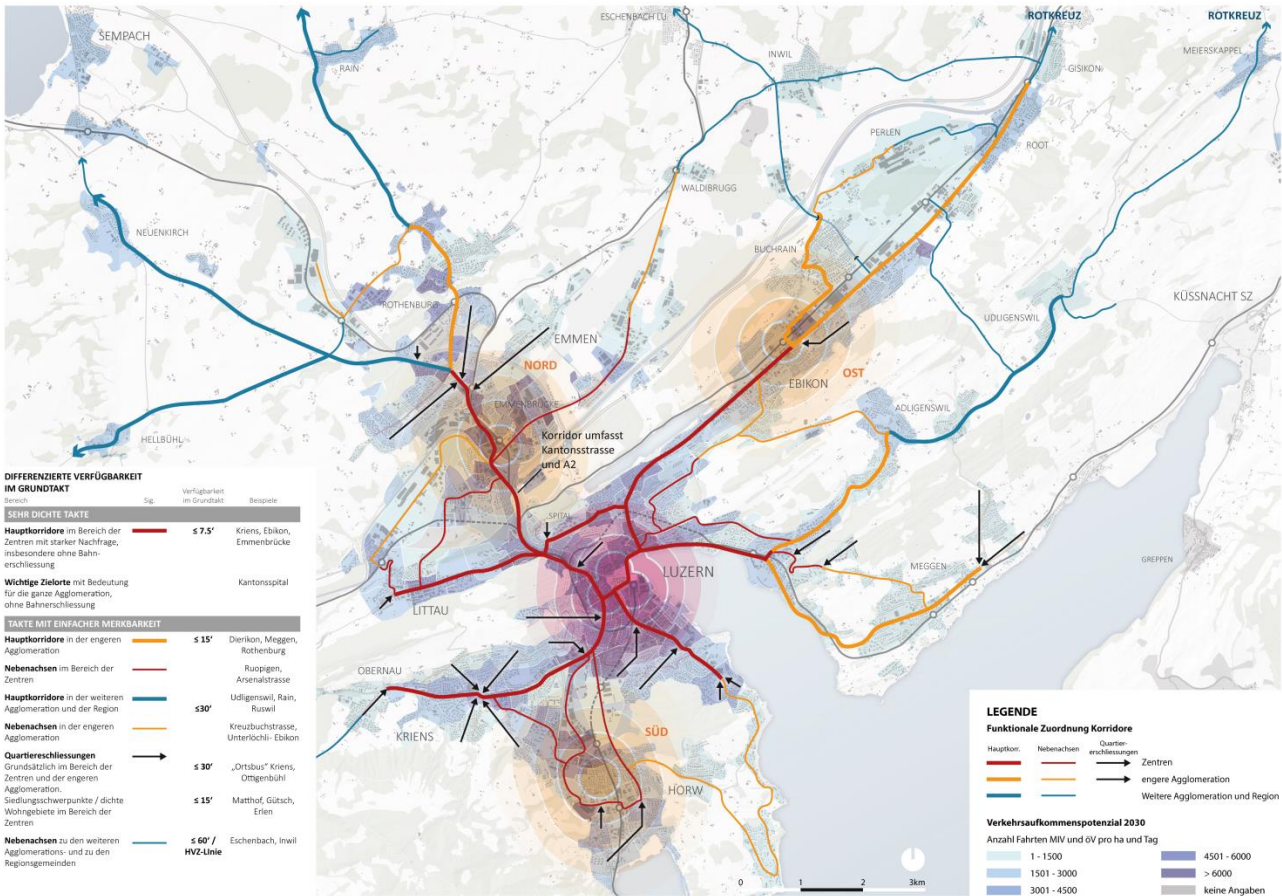 ESCHENBACH LU
ROTKREUZ
ROTKREUZ
SEMPACH
INWIL
MEIERSKAPPEL
GISIKON
RAIN
PERLEN
ROOT
WALDIBRUGG
NEUENKIRCH
BUCHRAIN
KÜSSNACHT SZ
ROTHENBURG
UDLIGENSWIL
EMMEN
NORD
OST
EBIKON
EMMENBRÜCKE
ADLIGENSWIL
HELLBÜHL
Korridor umfasst
Kantonsstrasse
und A2
SPITAL
GREPPEN
MEGGEN
LUZERN
LITTAU
OBERNAU
KRIENS
SÜD
HORW
DIFFERENZIERTE VERFÜGBARKEIT
IM GRUNDTAKT
Bereich Sig. Verfügbarkeit im Grundtakt Beispiele
SEHR DICHTE TAKTE
Hauptkorridore im Bereich der ≤ 7.5‘ Kriens, Ebikon,
Zentren mit starker Nachfrage, Emmenbrücke
insbesondere ohne Bahn-
erschliessung
Wichtige Zielorte mit Bedeutung Kantonsspital
für die ganze Agglomeration,
ohne Bahnerschliessung
TAKTE MIT EINFACHER MERKBARKEIT
Hauptkorridore in der engeren ≤ 15‘ Dierikon, Meggen,
Agglomeration Rothenburg
Nebenachsen im Bereich der Ruopigen,
Zentren Arsenalstrasse
Hauptkorridore in der weiteren Udligenswil, Rain,
Agglomeration und der Region ≤30‘ Ruswil
Nebenachsen in der engeren Kreuzbuchstrasse,
Agglomeration Unterlöchli- Ebikon
Quartiererschliessungen
Grundsätzlich im Bereich der ≤ 30‘ „Ortsbus“ Kriens,
Zentren und der engeren Ottigenbühl
Agglomeration.
Siedlungsschwerpunkte / dichte ≤ 15‘ Matthof, Gütsch,
Wohngebiete im Bereich der Erlen
Zentren
Nebenachsen zu den weiteren ≤ 60‘ / Eschenbach, Inwil
Agglomerations- und zu den HVZ-Linie
Regionsgemeinden
LEGENDE
Funktionale Zuordnung Korridore
Hauptkorr. Nebenachsen Quartier-
erschliessungen
Zentren
engere Agglomeration
Weitere Agglomeration und Region
Verkehrsaufkommenspotenzial 2030
Anzahl Fahrten MIV und öV pro ha und Tag
1 - 1500 4501 - 6000
1501 - 3000 > 6000
3001 - 4500 keine Angaben
0 1 2 3km